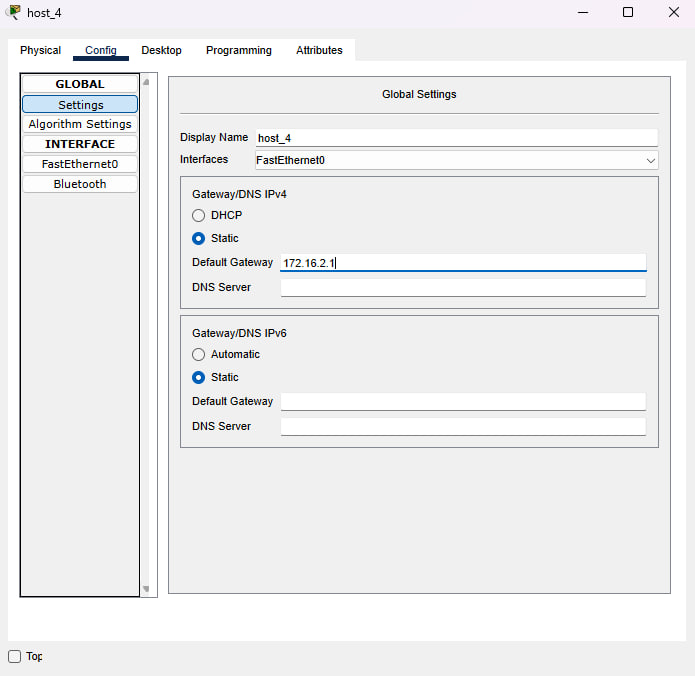 host_4
Physical Config Desktop Programming Attributes
GLOBAL
Settings
Algorithm Settings
INTERFACE
FastEthernet0
Bluetooth
Global Settings
Display Name host_4
Interfaces FastEthernet0
Gateway/DNS IPv4
DHCP
Static
Default Gateway 172.16.2.1
DNS Server
Gateway/DNS IPv6
Automatic
Static
Default Gateway
DNS Server
Top